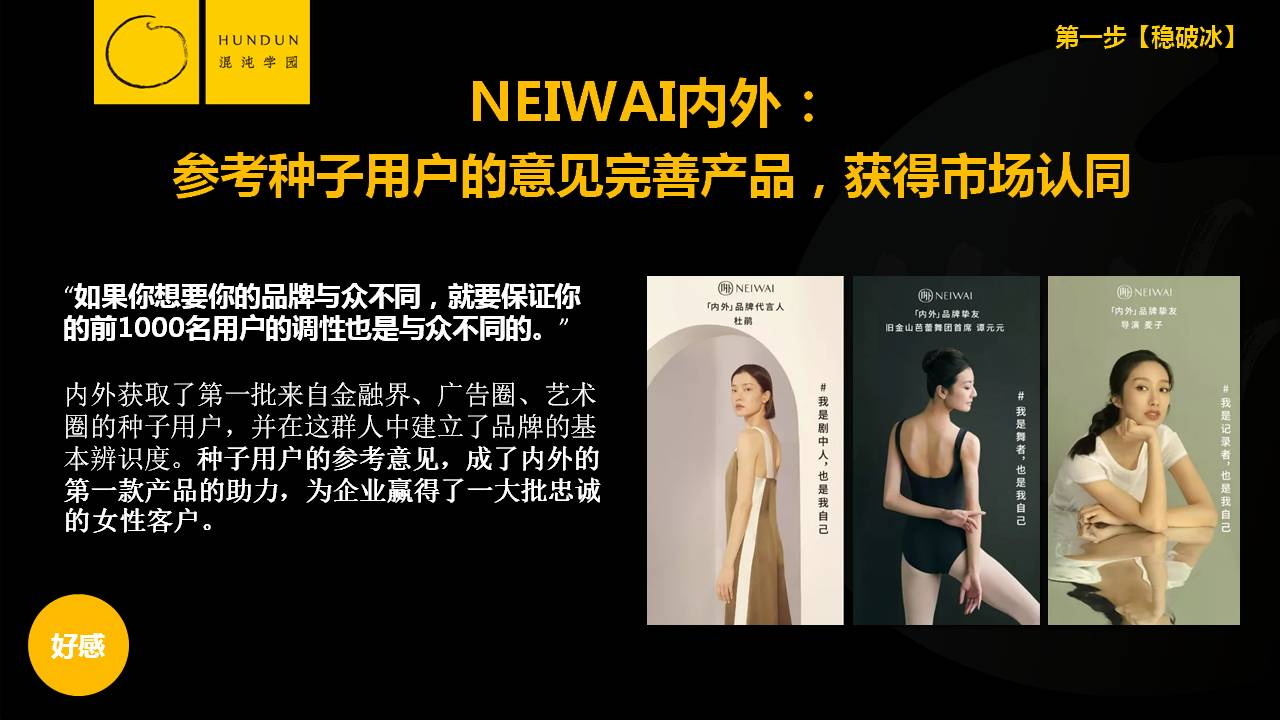 HUNDUN
混沌学园
第一步【稳破冰】
NEIWAI内外：
参考种子用户的意见完善产品，获得市场认同
“如果你想要你的品牌与众不同，就要保证你
的前1000名用户的调性也是与众不同的。”
内外获取了第一批来自金融界、广告圈、艺术
圈的种子用户，并在这群人中建立了品牌的基
本辨识度。种子用户的参考意见，成了内外的
第一款产品的助力，为企业赢得了一大批忠诚
的女性客户。
内外 NEIWAI
「内外」品牌代言人
杜鹃
#我是剧中人，也是我自己
内外 NEIWAI
「内外」品牌挚友
旧金山芭蕾舞团首席 谭元元
#我是舞者，也是我自己
内外 NEIWAI
「内外」品牌挚友
导演 麦子
#我是记录者，也是我自己
好感